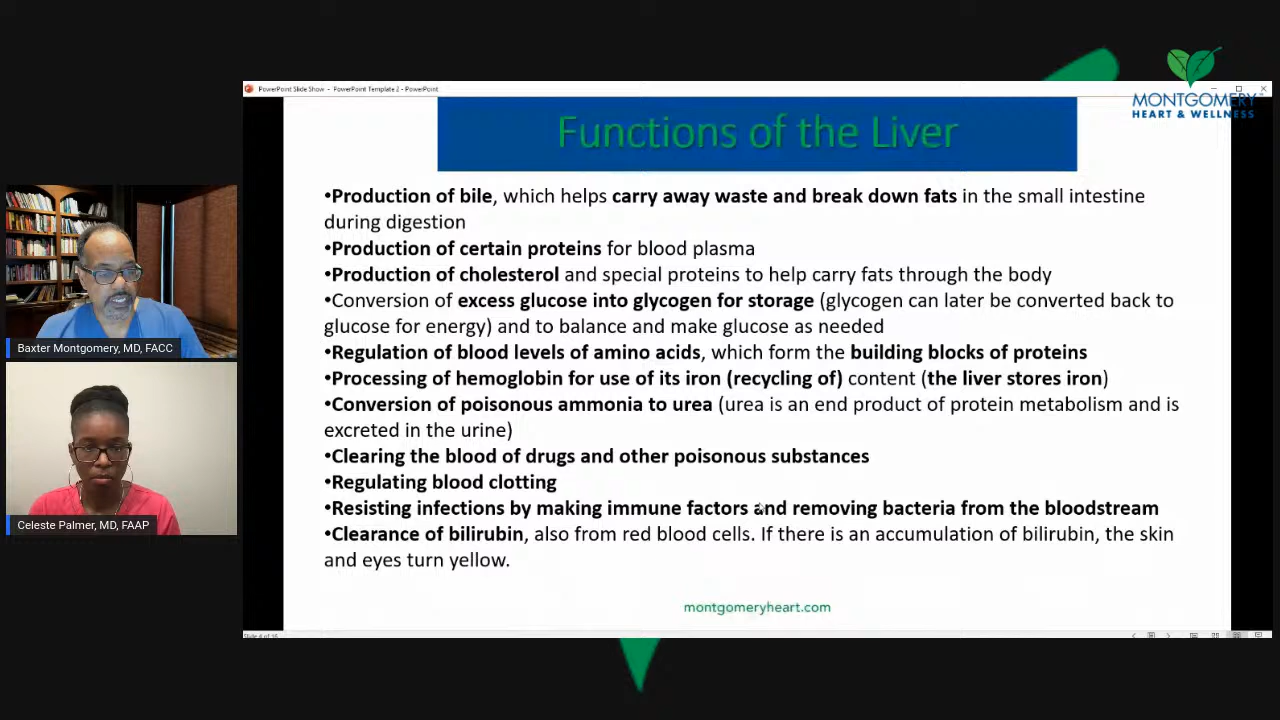 MONTGOMERY
HEART & WELLNESS
PowerPoint Slide Show - PowerPoint Template 2 - PowerPoint
Functions of the Liver
•Production of bile, which helps carry away waste and break down fats in the small intestine
during digestion
•Production of certain proteins for blood plasma
•Production of cholesterol and special proteins to help carry fats through the body
•Conversion of excess glucose into glycogen for storage (glycogen can later be converted back to
glucose for energy) and to balance and make glucose as needed
•Regulation of blood levels of amino acids, which form the building blocks of proteins
•Processing of hemoglobin for use of its iron (recycling of) content (the liver stores iron)
•Conversion of poisonous ammonia to urea (urea is an end product of protein metabolism and is
excreted in the urine)
•Clearing the blood of drugs and other poisonous substances
•Regulating blood clotting
•Resisting infections by making immune factors and removing bacteria from the bloodstream
•Clearance of bilirubin, also from red blood cells. If there is an accumulation of bilirubin, the skin
and eyes turn yellow.
montgomeryheart.com
Baxter Montgomery, MD, FACC
Celeste Palmer, MD, FAAP